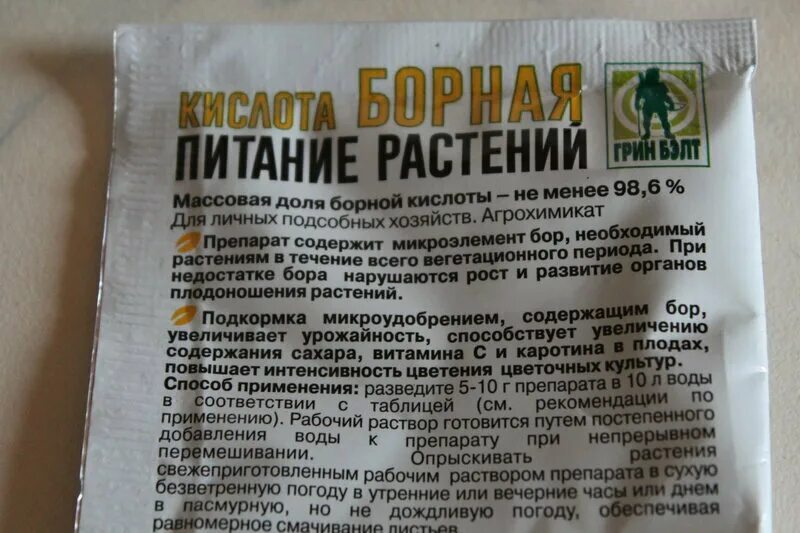 КИСЛОТА БОРНАЯ
ПИТАНИЕ РАСТЕНИЙ
ГРИН БЭЛТ
Массовая доля борной кислоты – не менее 98,6 %
Для личных подсобных хозяйств. Агрохимикат
Препарат содержит микроэлемент бор, необходимый
растениям в течение всего вегетационного периода. При
недостатке бора нарушаются рост и развитие органов
плодоношения растений.
Подкормка микроудобрением, содержащим бор,
увеличивает урожайность, способствует увеличению
содержания сахара, витамина С и каротина в плодах,
повышает интенсивность цветения цветочных культур.
Способ применения: разведите 5-10 г препарата в 10 л воды
в соответствии с таблицей (см. рекомендации по
применению). Рабочий раствор готовится путем постепенного
добавления воды к препарату при непрерывном
перемешивании. Опрыскивать растения
свежеприготовленным рабочим раствором препарата в сухую
безветренную погоду в утренние или вечерние часы или днем
в пасмурную, но не дождливую погоду, обеспечивая
равномерное смачивание листьев.